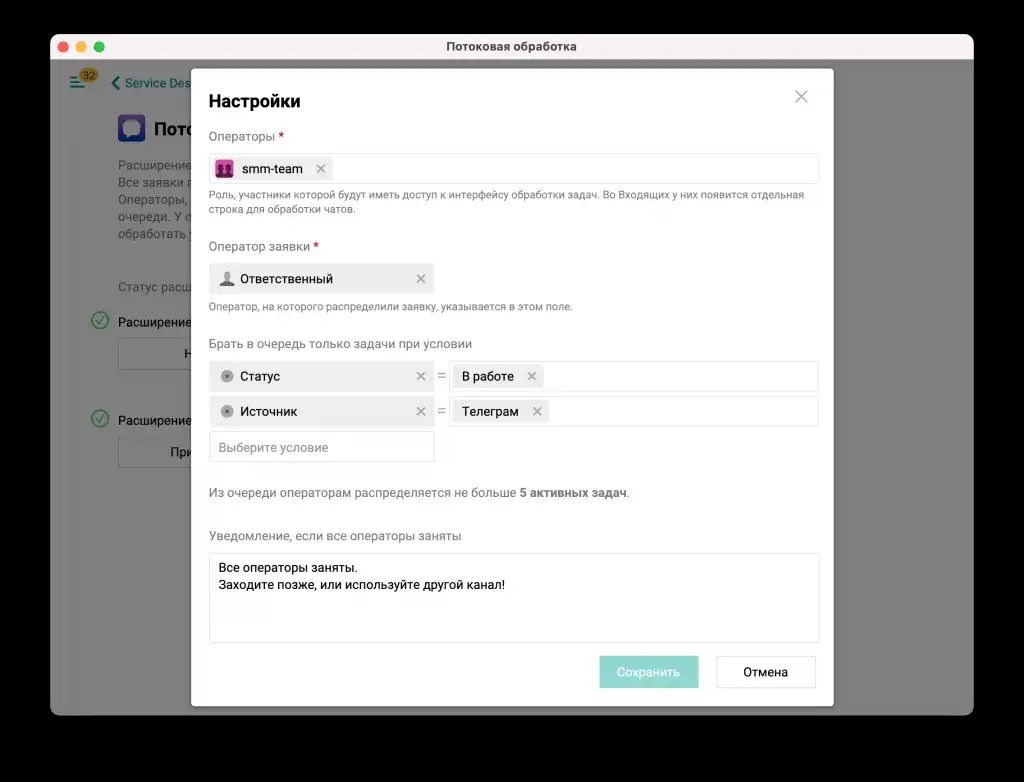 Потоковая обработка
32
Service Des
Пото
Расширение
Все заявки п
Операторы,
очереди. У о
обработать
Статус расш
Расширение
Н
Расширение
При
Настройки
Операторы *
smm-team
Роль, участники которой будут иметь доступ к интерфейсу обработки задач. Во Входящих у них появится отдельная
строка для обработки чатов.
Оператор заявки *
Ответственный
Оператор, на которого распределили заявку, указывается в этом поле.
Брать в очередь только задачи при условии
Статус = В работе
Источник = Телеграм
Выберите условие
Из очереди операторам распределяется не больше 5 активных задач.
Уведомление, если все операторы заняты
Все операторы заняты.
Заходите позже, или используйте другой канал!
Сохранить Отмена